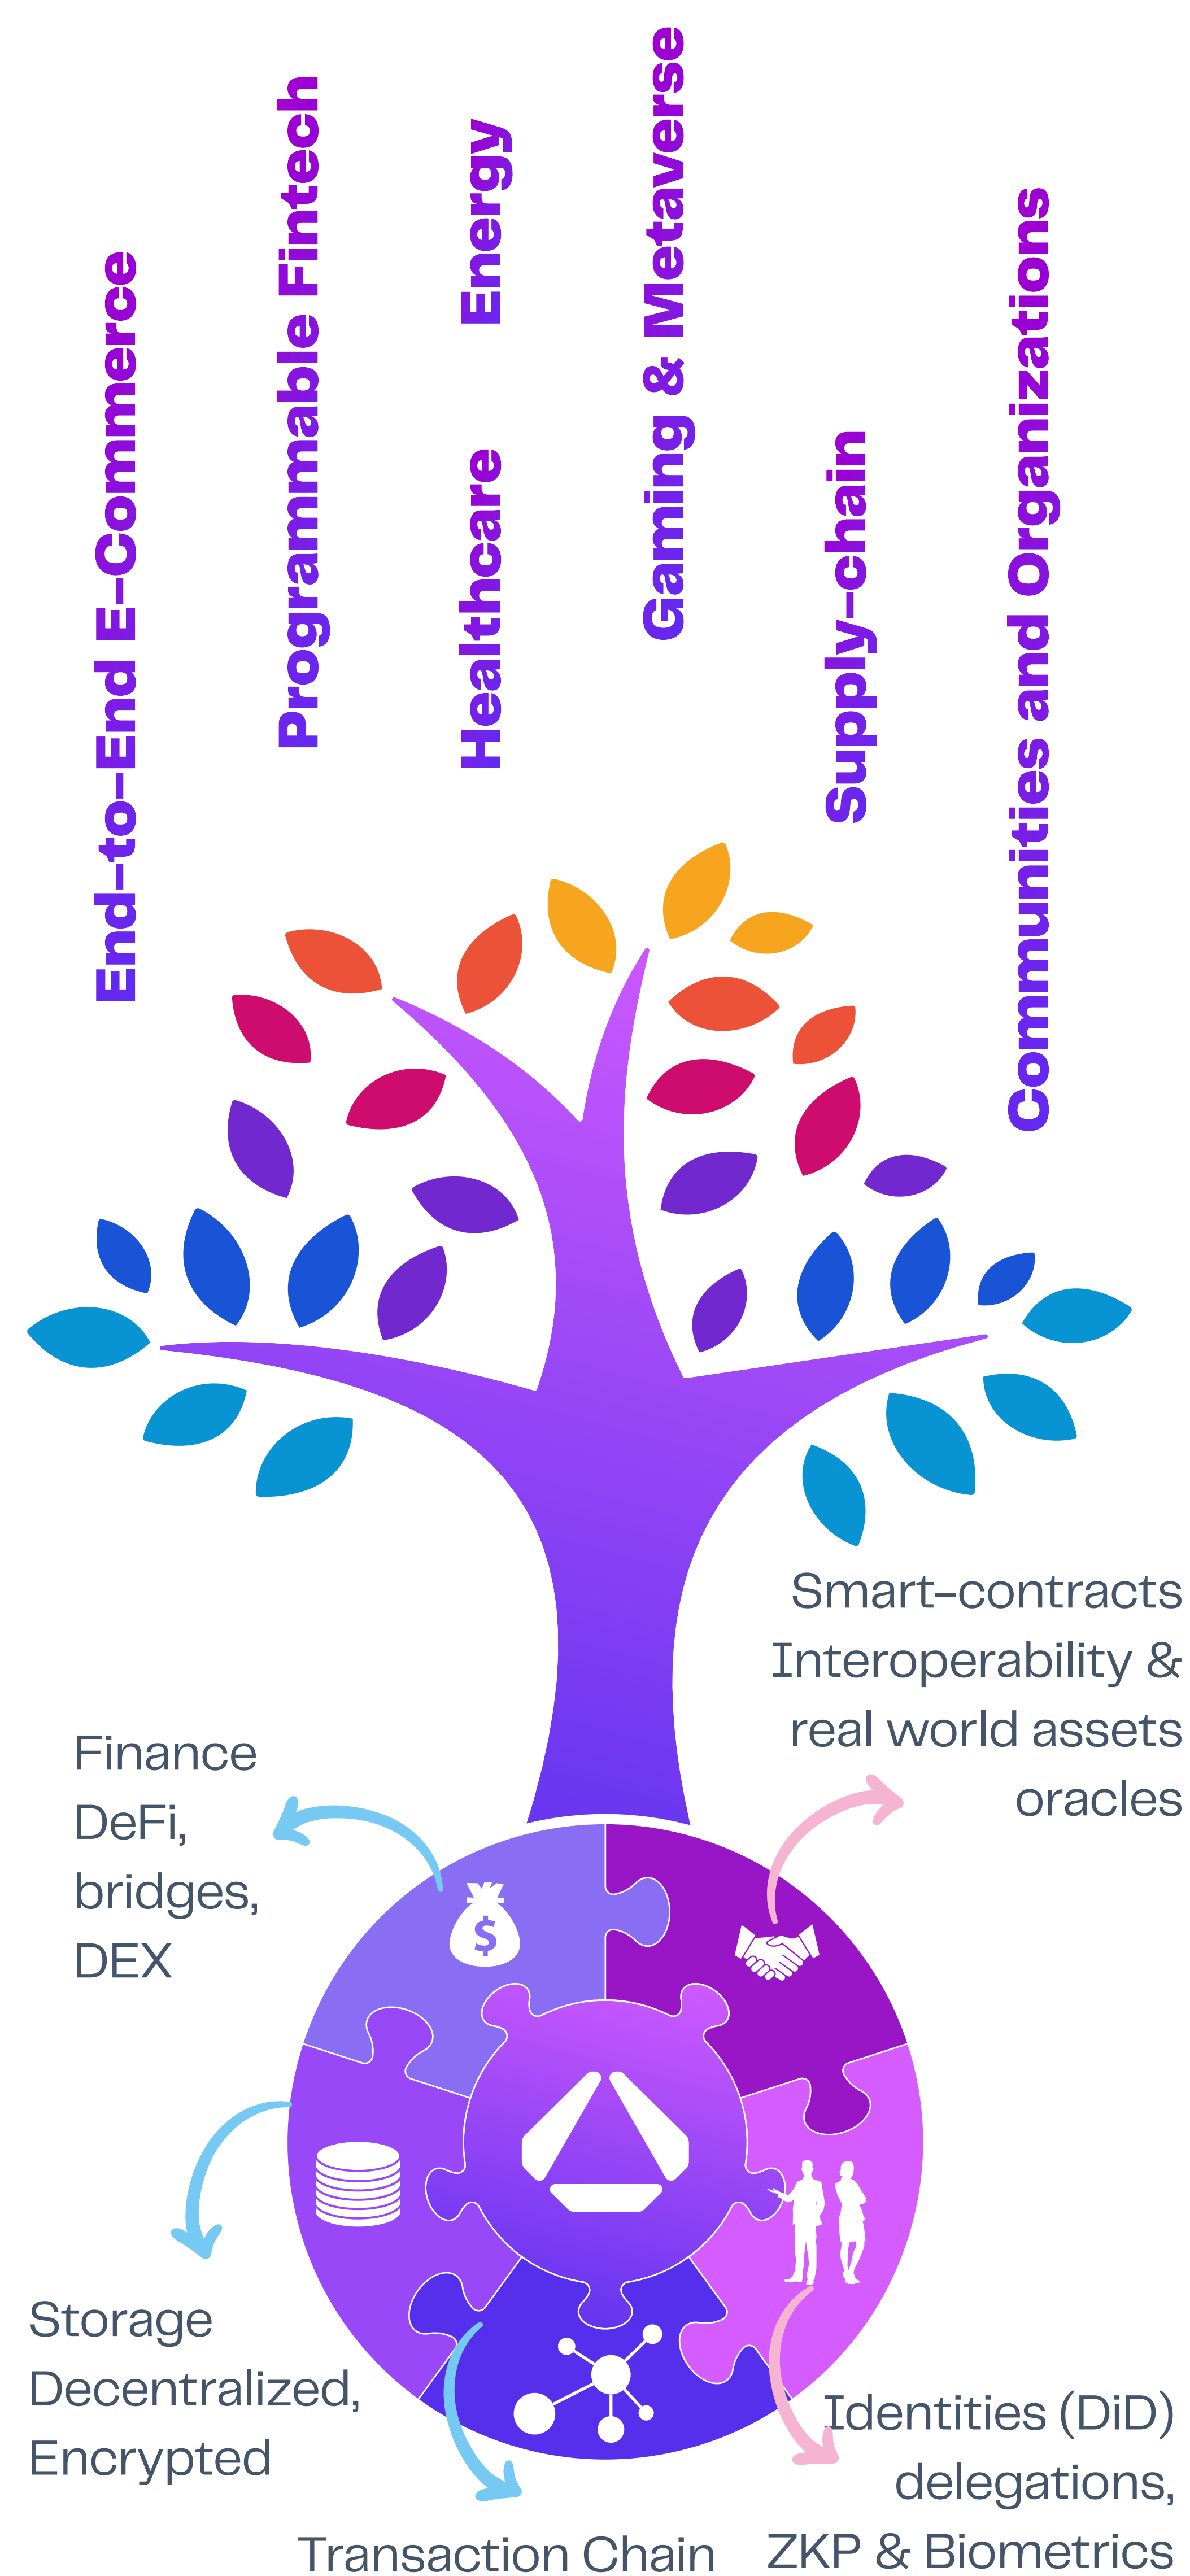 End-to-End E-Commerce
Programmable Fintech
Energy
Healthcare
Gaming & Metaverse
Supply-chain
Communities and Organizations
Smart-contracts
Interoperability &
real world assets
oracles
Finance
DeFi,
bridges,
DEX
$
Storage
Decentralized,
Encrypted
Identities (DiD)
delegations,
ZKP & Biometrics
Transaction Chain